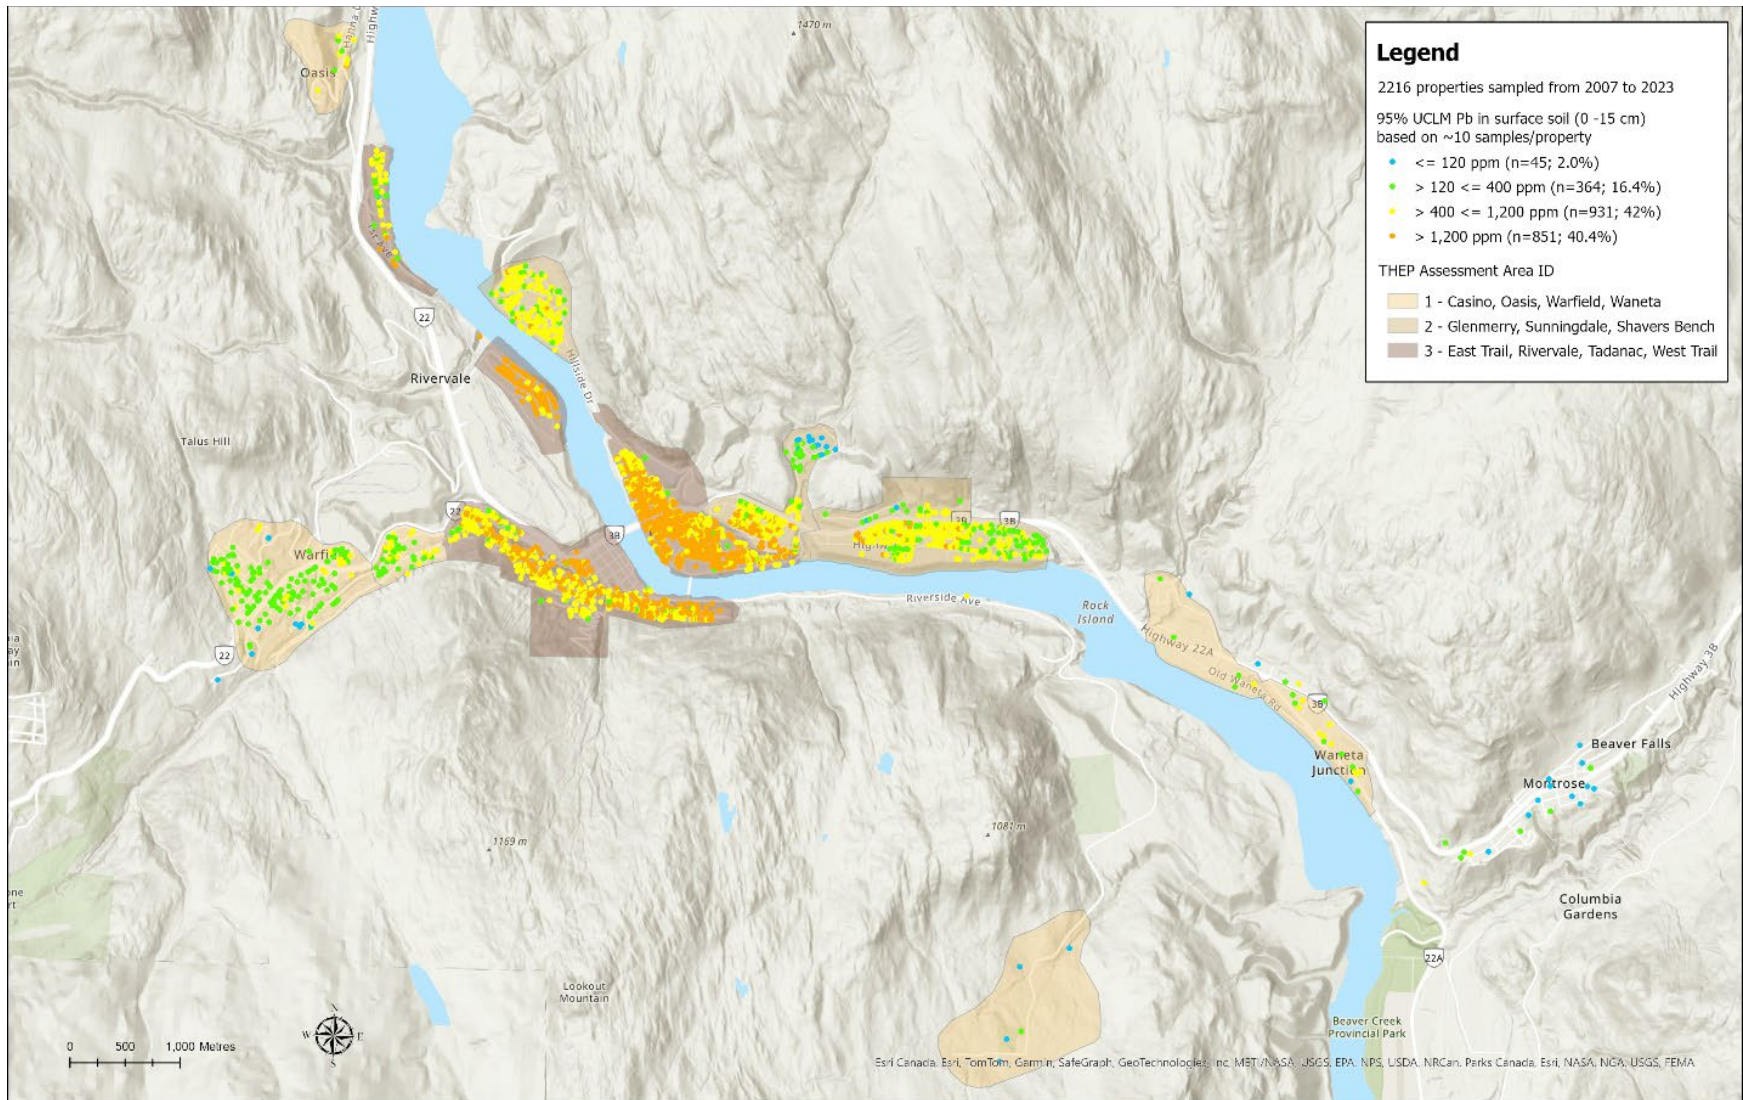 Legend
2216 properties sampled from 2007 to 2023
95% UCLM Pb in surface soil (0 -15 cm)
based on ~10 samples/property
<= 120 ppm (n=45; 2.0%)
> 120 <= 400 ppm (n=364; 16.4%)
> 400 <= 1,200 ppm (n=931; 42%)
> 1,200 ppm (n=851; 40.4%)
THEP Assessment Area ID
1 - Casino, Oasis, Warfield, Waneta
2 - Glenmerry, Sunningdale, Shavers Bench
3 - East Trail, Rivervale, Tadanac, West Trail
1470 m
Oasis
22
Rivervale
Hillside Dr
Talus Hill
22
3B
3B
3B
Riverside Ave
Rock
Island
22
Highway 22A
Old Waneta Rd
3B
Waneta
Junction
Highway 3B
Beaver Falls
Montrose
1169 m
1081 m
Columbia
Gardens
22A
Lookout
Mountain
Beaver Creek
Provincial Park
N
W
E
S
0 500 1,000 Metres
Esri Canada, Esri, TomTom, Garmin, SafeGraph, GeoTechnologies, Inc, METI/NASA, USGS, EPA, NPS, USDA, NRCan, Parks Canada, Esri, NASA, NGA, USGS, FEMA